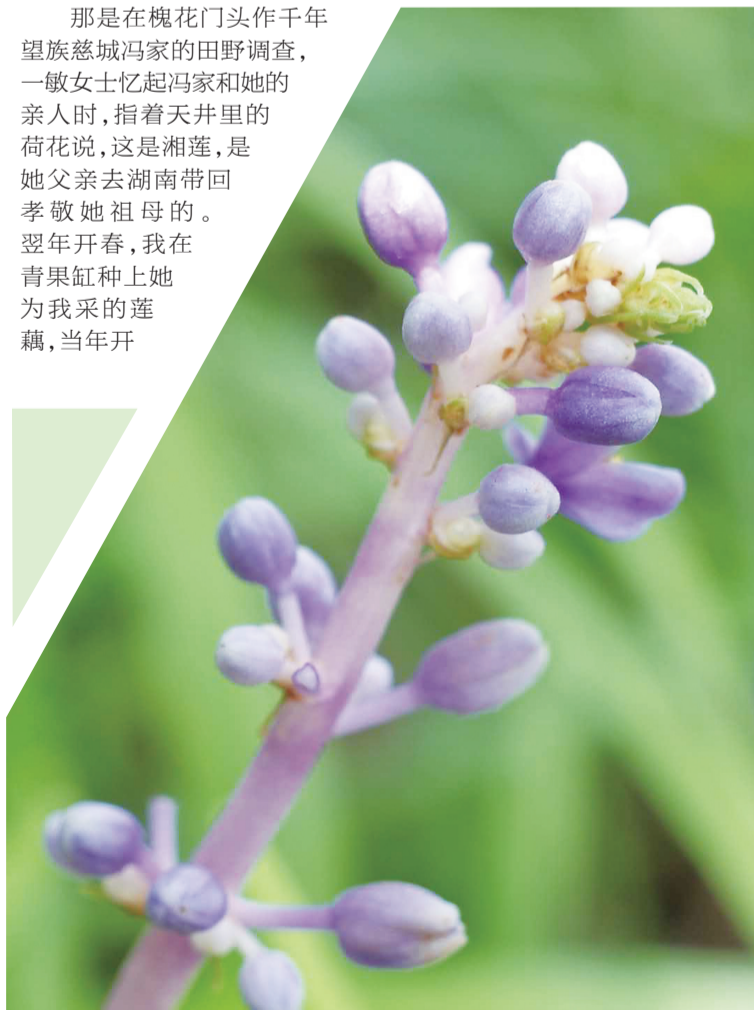 那是在槐花门头作千年
望族慈城冯家的田野调查，
一敏女士忆起冯家和她的
亲人时，指着天井里的
荷花说，这是湘莲，是
她父亲去湖南带回
孝敬她祖母的。
翌年开春，我在
青果缸种上她
为我采的莲
藕，当年开